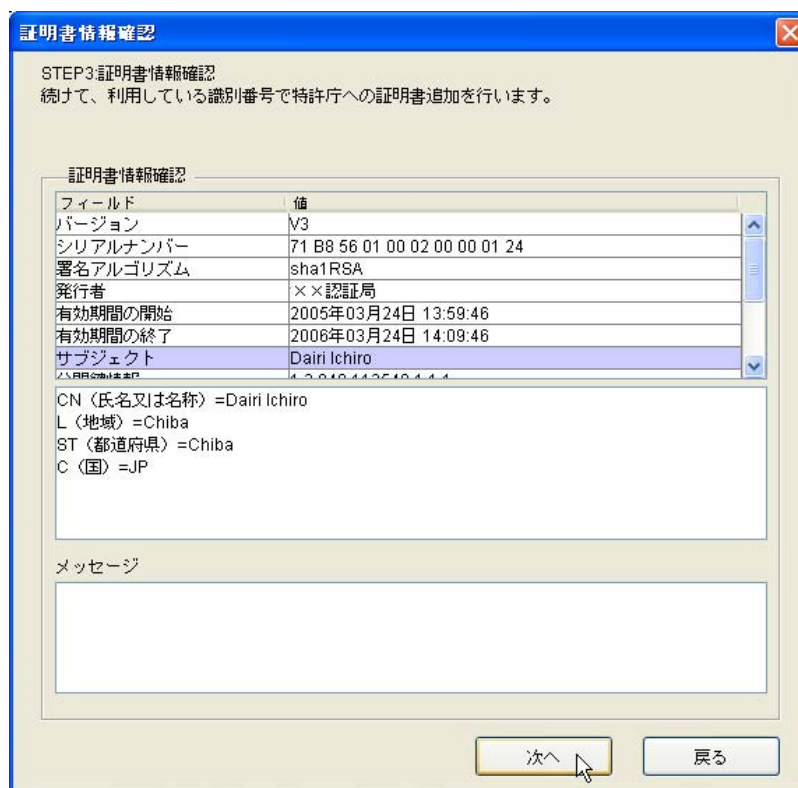 証明書情報確認
STEP3:証明書情報確認
続けて、利用している識別番号で特許庁への証明書追加を行います。
証明書情報確認
フィールド 値
バージョン V3
シリアルナンバー 71 B8 56 01 00 02 00 00 01 24
署名アルゴリズム sha1RSA
発行者 ××認証局
有効期間の開始 2005年03月24日 13:59:46
有効期間の終了 2006年03月24日 14:09:46
サブジェクト Dairi Ichiro
CN（氏名又は名称）=Dairi Ichiro
L（地域）=Chiba
ST（都道府県）=Chiba
C（国）=JP
メッセージ
次へ 戻る